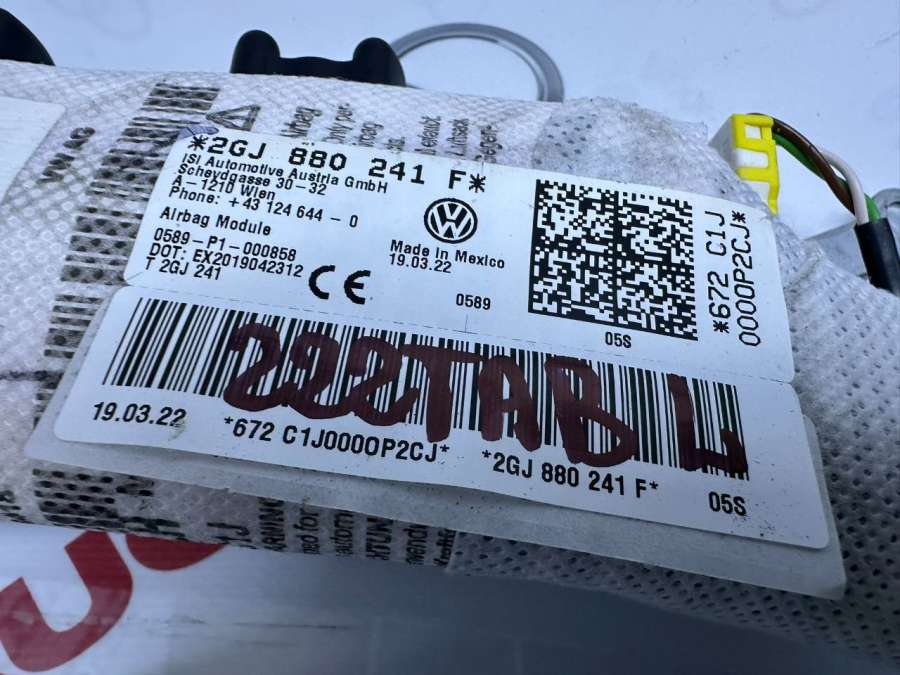 *2GJ 880 241 F*
ISI Automotive Austria GmbH
Scheydgasse 30-32
A-1210 Wien
Phone: +43 124 644 - 0
Airbag Module
0589-P1-000858
DOT: EX2019042312
T 2GJ 241
CE
Made in Mexico
19.03.22
0589
05S
*672 C1J
0000P2CJ*
222TAB L
19.03.22
*672 C1J0000P2CJ*
*2GJ 880 241 F*
05S
VW AG